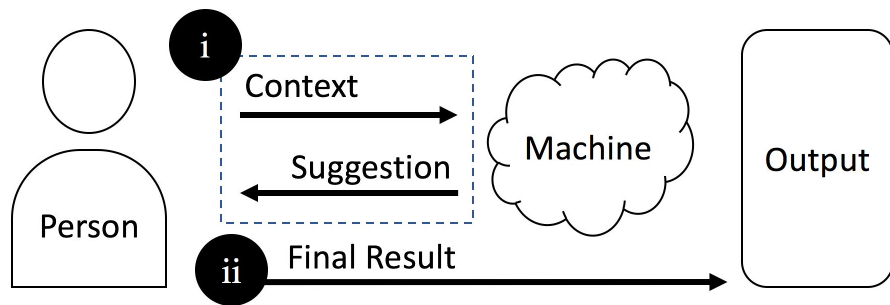 i
Context
Suggestion
Machine
Output
Person
ii
Final Result